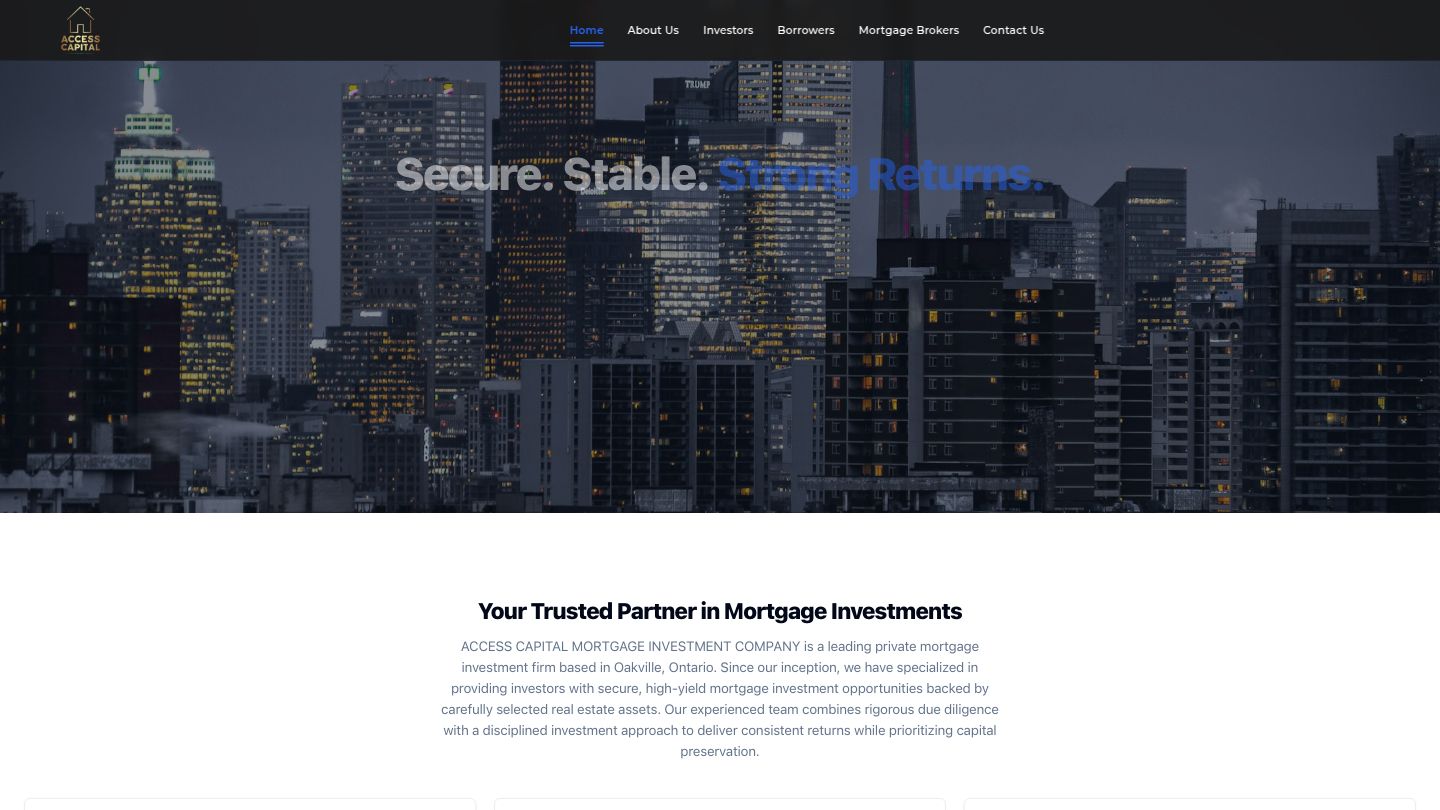 ACCESS
CAPITAL
Home
About Us
Investors
Borrowers
Mortgage Brokers
Contact Us
TRUMP
Secure. Stable. Strong Returns.
Deloitte.
Your Trusted Partner in Mortgage Investments
ACCESS CAPITAL MORTGAGE INVESTMENT COMPANY is a leading private mortgage
investment firm based in Oakville, Ontario. Since our inception, we have specialized in
providing investors with secure, high-yield mortgage investment opportunities backed by
carefully selected real estate assets. Our experienced team combines rigorous due diligence
with a disciplined investment approach to deliver consistent returns while prioritizing capital
preservation.